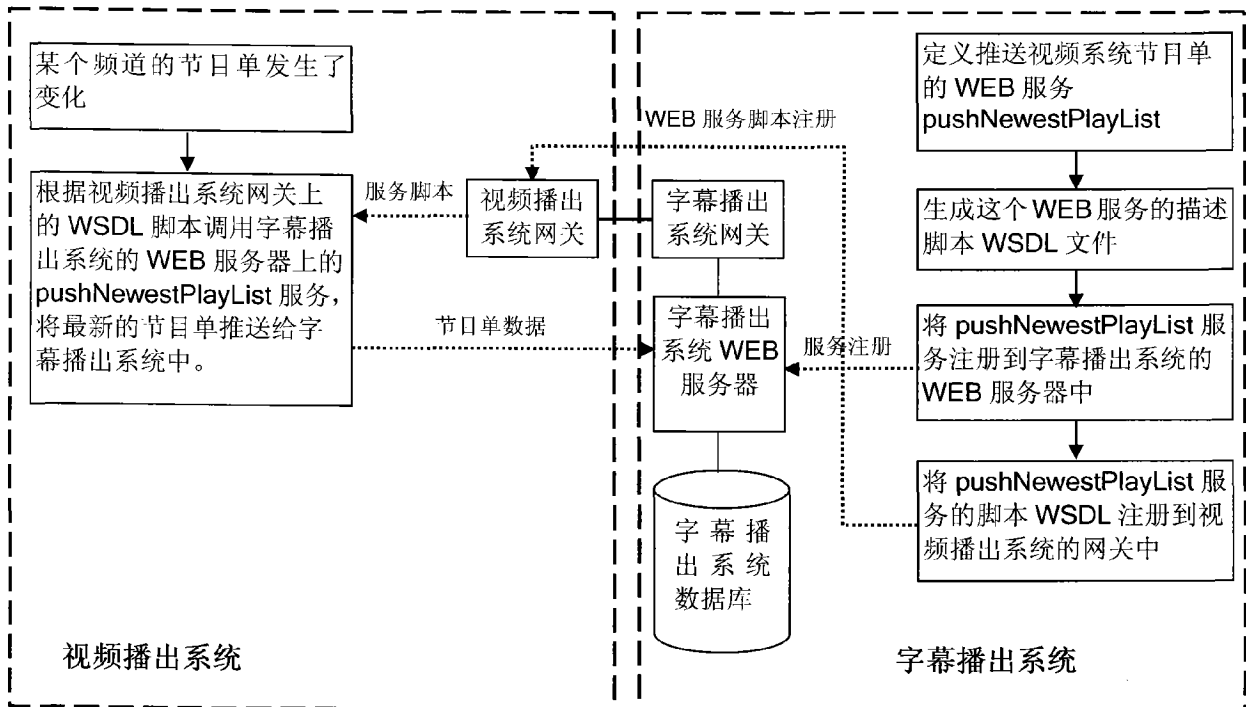 某个频道的节目单发生了
变化
根据视频播出系统网关上
的 WSDL 脚本调用字幕播
出系统的 WEB 服务器上的
pushNewestPlayList 服务,
将最新的节目单推送给字
幕播出系统中。
服务脚本
节目单数据
视频播出
系统网关
视频播出系统
WEB 服务脚本注册
字幕播出
系统网关
字幕播出
系统 WEB
服务器
服务注册
字 幕 播
出 系 统
数据库
定义推送视频系统节目单
的 WEB 服务
pushNewestPlayList
生成这个 WEB 服务的描述
脚本 WSDL 文件
将 pushNewestPlayList 服
务注册到字幕播出系统的
WEB 服务器中
将 pushNewestPlayList 服
务的脚本 WSDL 注册到视
频播出系统的网关中
字幕播出系统